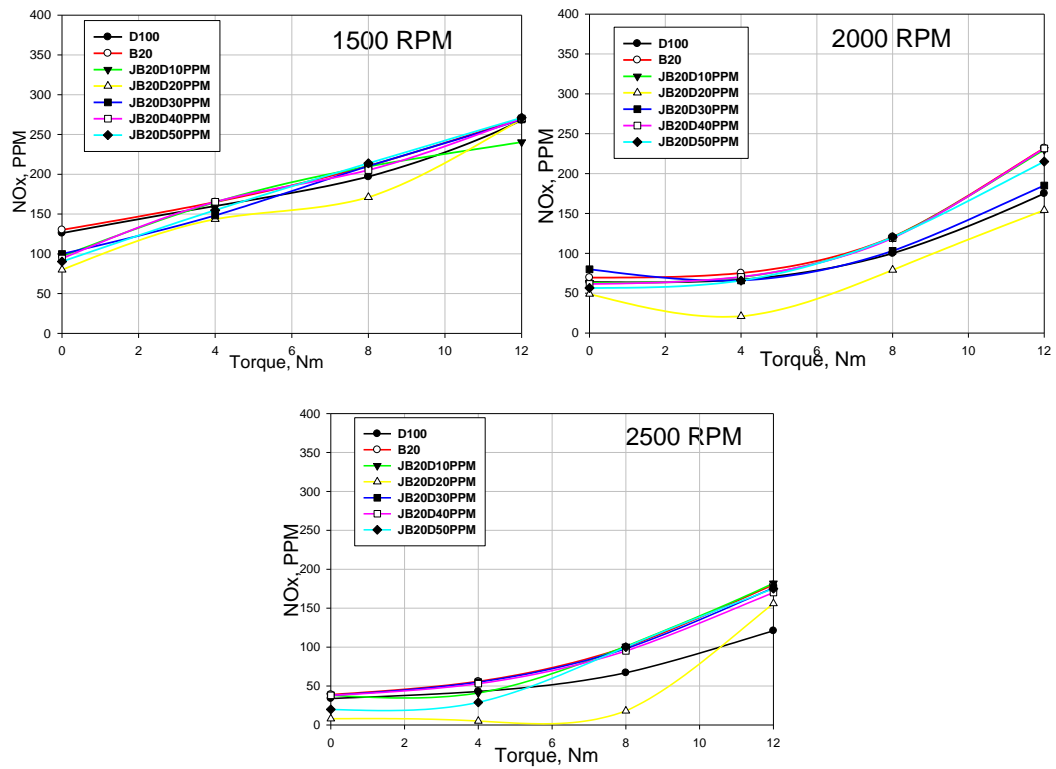 1500 RPM
D100
B20
JB20D10PPM
JB20D20PPM
JB20D30PPM
JB20D40PPM
JB20D50PPM
NOx, PPM
400
350
300
250
200
150
100
50
0
0 2 4 6 8 10 12
Torque, Nm
2000 RPM
D100
B20
JB20D10PPM
JB20D20PPM
JB20D30PPM
JB20D40PPM
JB20D50PPM
NOx, PPM
400
350
300
250
200
150
100
50
0
0 2 4 6 8 10 12
Torque, Nm
2500 RPM
D100
B20
JB20D10PPM
JB20D20PPM
JB20D30PPM
JB20D40PPM
JB20D50PPM
NOx, PPM
400
350
300
250
200
150
100
50
0
0 2 4 6 8 10 12
Torque, Nm